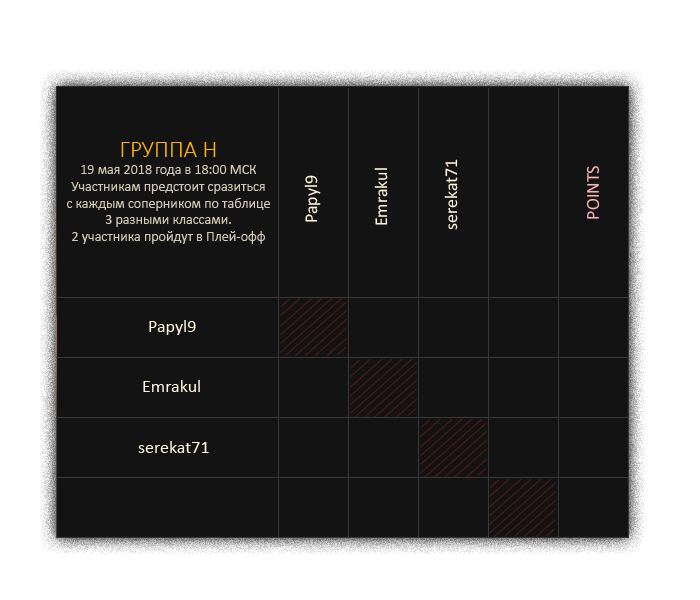 ГРУППА H
19 мая 2018 года в 18:00 МСК
Участникам предстоит сразиться
с каждым соперником по таблице
3 разными классами.
2 участника пройдут в Плей-офф
Papyl9
Emrakul
serekat71
POINTS
Papyl9
Emrakul
serekat71